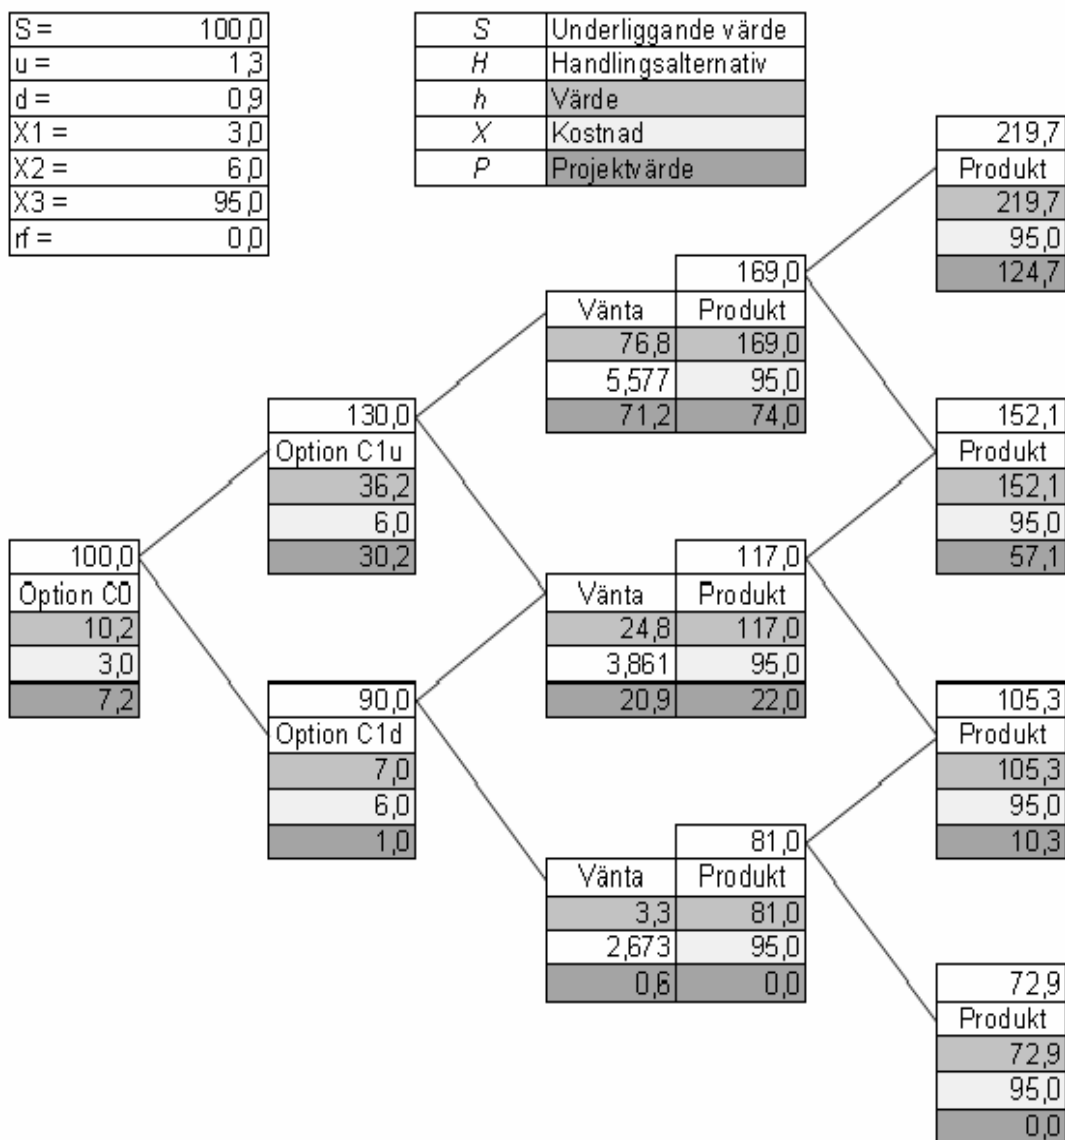 S = 100,0
u = 1,3
d = 0,9
X1 = 3,0
X2 = 6,0
X3 = 95,0
rf = 0,0
S Underliggande värde
H Handlingsalternativ
h Värde
X Kostnad
P Projektvärde
100,0
Option C0
10,2
3,0
7,2
130,0
Option C1u
36,2
6,0
30,2
90,0
Option C1d
7,0
6,0
1,0
169,0
Vänta Produkt
76,8 169,0
5,577 95,0
71,2 74,0
117,0
Vänta Produkt
24,8 117,0
3,861 95,0
20,9 22,0
81,0
Vänta Produkt
3,3 81,0
2,673 95,0
0,6 0,0
219,7
Produkt
219,7
95,0
124,7
152,1
Produkt
152,1
95,0
57,1
105,3
Produkt
105,3
95,0
10,3
72,9
Produkt
72,9
95,0
0,0